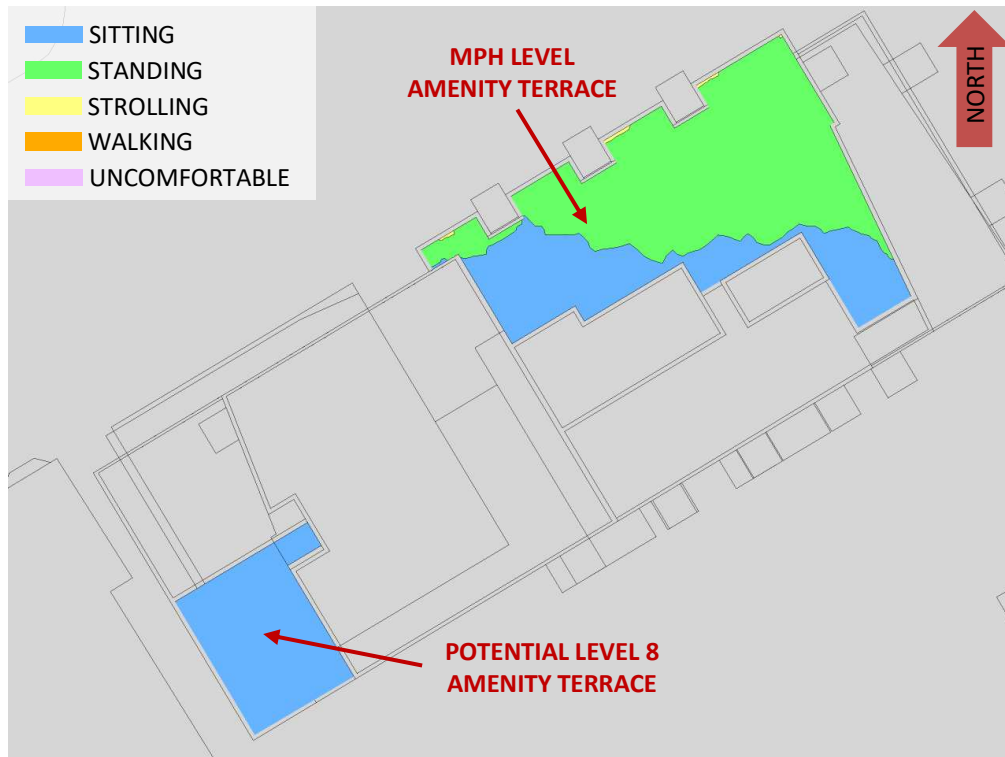 SITTING
STANDING
STROLLING
WALKING
UNCOMFORTABLE
MPH LEVEL
AMENITY TERRACE
NORTH
POTENTIAL LEVEL 8
AMENITY TERRACE